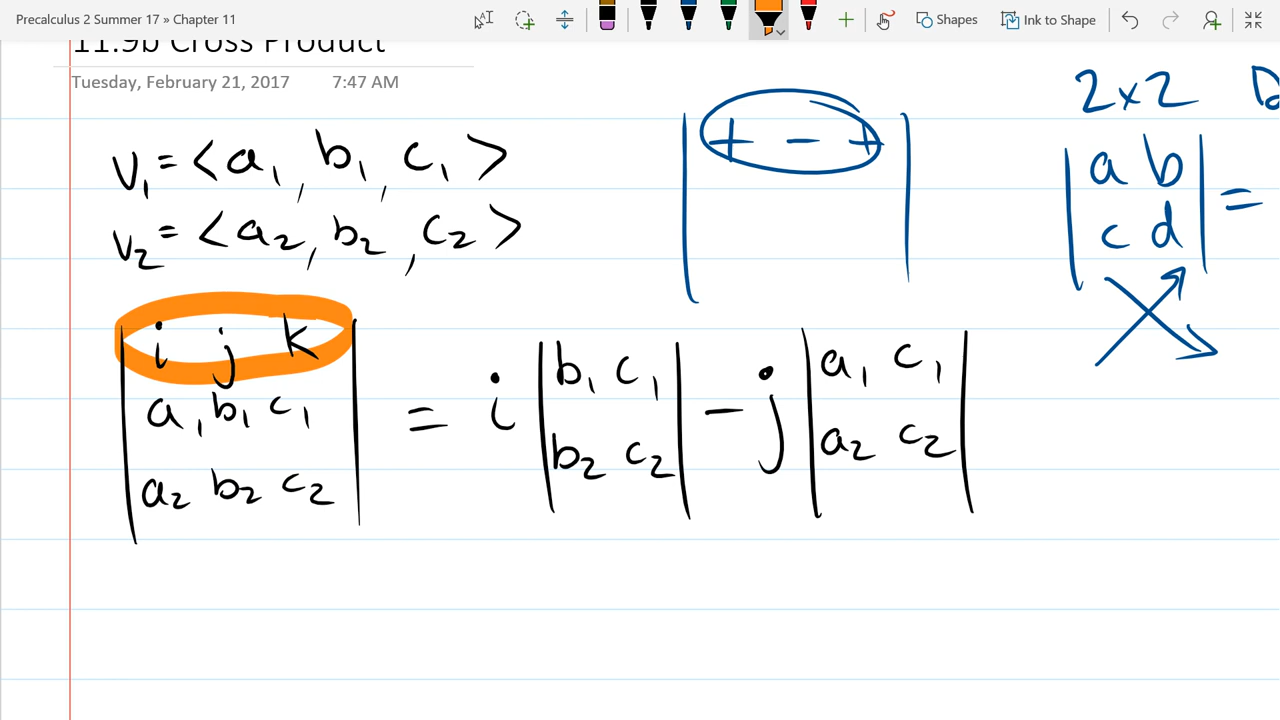 Precalculus 2 Summer 17 » Chapter 11
Shapes
Ink to Shape
11.9b Cross Product
Tuesday, February 21, 2017 7:47 AM
v₁ = <a₁, b₁, c₁>
v₂ = <a₂, b₂, c₂>
+ − +
2×2 D
|a b| =
|c d|
|i j k|
|a₁ b₁ c₁| = i |b₁ c₁| − j |a₁ c₁|
|a₂ b₂ c₂| |b₂ c₂| |a₂ c₂|